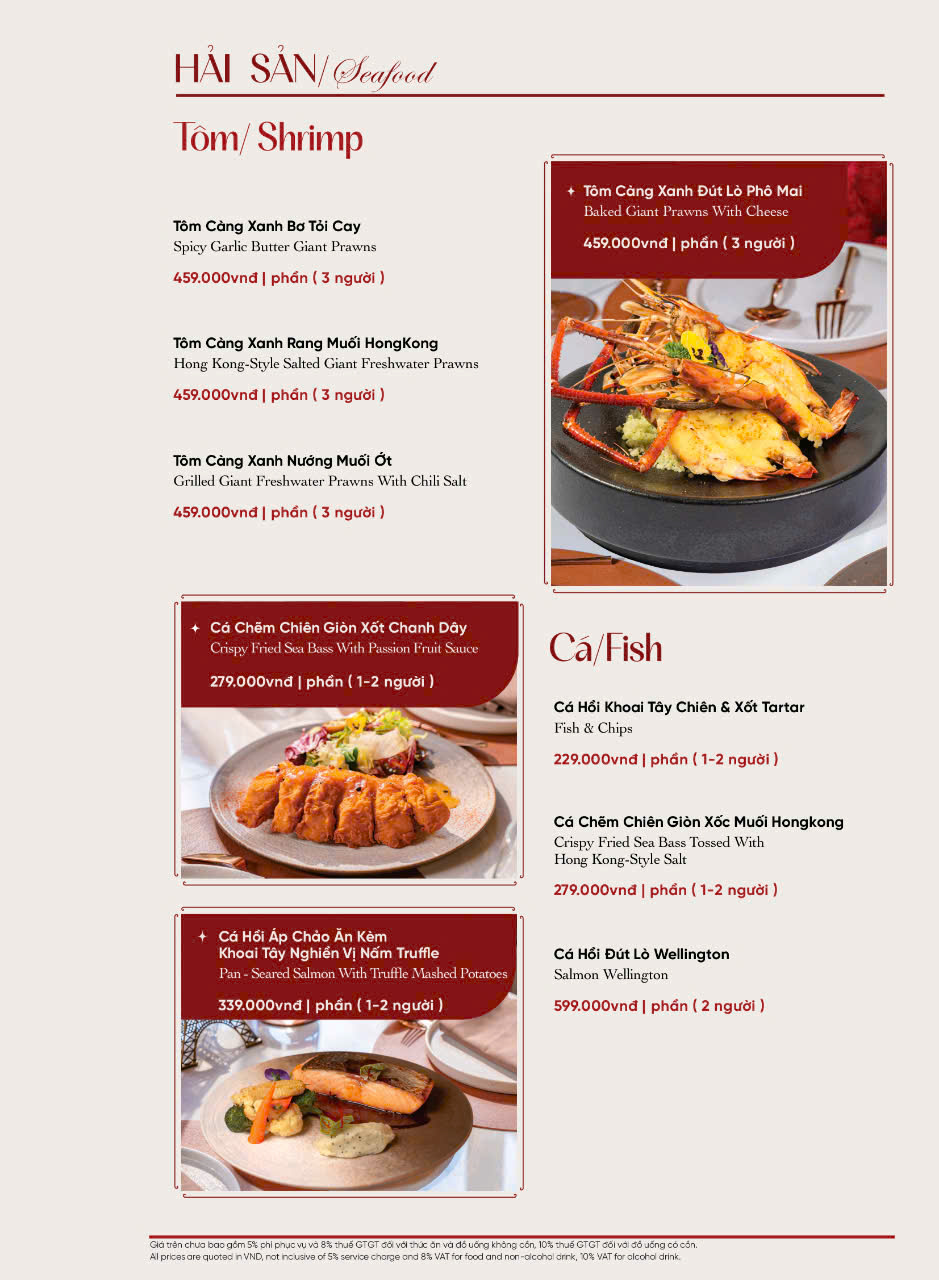 HẢI SẢN/Seafood
Tôm/ Shrimp
Tôm Càng Xanh Bơ Tỏi Cay
Spicy Garlic Butter Giant Prawns
459.000vnđ | phần ( 3 người )
Tôm Càng Xanh Rang Muối HongKong
Hong Kong-Style Salted Giant Freshwater Prawns
459.000vnđ | phần ( 3 người )
Tôm Càng Xanh Nướng Muối Ớt
Grilled Giant Freshwater Prawns With Chili Salt
459.000vnđ | phần ( 3 người )
Tôm Càng Xanh Đút Lò Phô Mai
Baked Giant Prawns With Cheese
459.000vnđ | phần ( 3 người )
Cá Chẽm Chiên Giòn Xốt Chanh Dây
Crispy Fried Sea Bass With Passion Fruit Sauce
279.000vnđ | phần ( 1-2 người )
Cá Hồi Áp Chảo Ăn Kèm
Khoai Tây Nghiền Vị Nấm Truffle
Pan - Seared Salmon With Truffle Mashed Potatoes
339.000vnđ | phần ( 1-2 người )
Cá/Fish
Cá Hồi Khoai Tây Chiên & Xốt Tartar
Fish & Chips
229.000vnđ | phần ( 1-2 người )
Cá Chẽm Chiên Giòn Xốc Muối Hongkong
Crispy Fried Sea Bass Tossed With
Hong Kong-Style Salt
279.000vnđ | phần ( 1-2 người )
Cá Hồi Đút Lò Wellington
Salmon Wellington
599.000vnđ | phần ( 2 người )
Giá trên chưa bao gồm 5% phí phục vụ và 8% thuế GTGT đối với thức ăn và đồ uống không cồn, 10% thuế GTGT đối với đồ uống có cồn.
All prices are quoted in VND, not inclusive of 5% service charge and 8% VAT for food and non-alcohol drink, 10% VAT for alcohol drink.